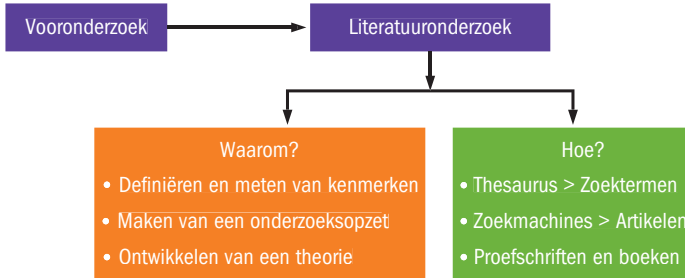 Vooronderzoek
Literatuuronderzoek
Waarom?
• Definiëren en meten van kenmerken
• Maken van een onderzoeksopzet
• Ontwikkelen van een theorie
Hoe?
• Thesaurus > Zoektermen
• Zoekmachines > Artikelen
• Proefschriften en boeken